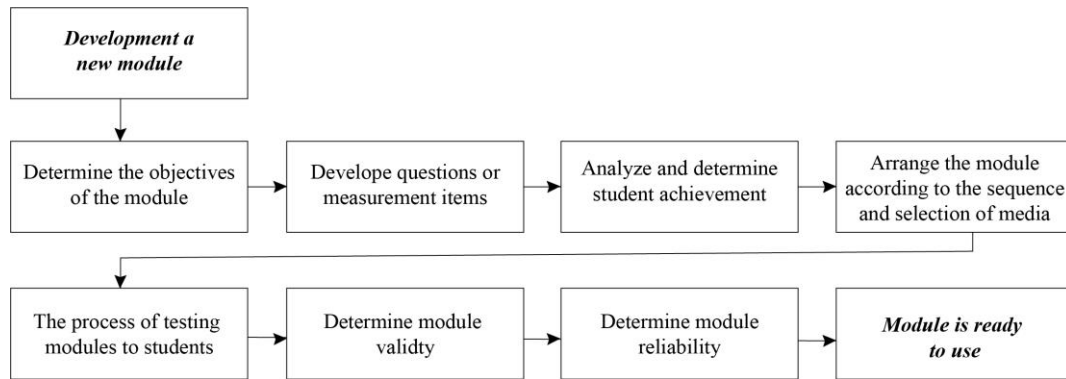 Development a
new module
Determine the objectives
of the module
Develope questions or
measurement items
Analyze and determine
student achievement
Arrange the module
according to the sequence
and selection of media
The process of testing
modules to students
Determine module
validty
Determine module
reliability
Module is ready
to use